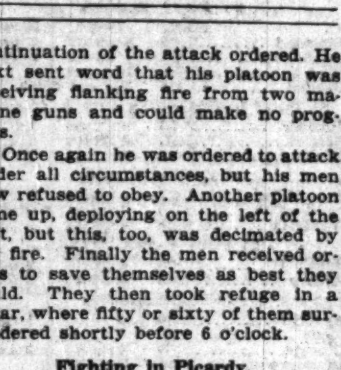 ntinuation of the attack ordered. He
xt sent word that his platoon was
eiving flanking fire from two ma-
ne guns and could make no prog-
s.
Once again he was ordered to attack
der all circumstances, but his men
w refused to obey. Another platoon
ne up, deploying on the left of the
t, but this, too, was decimated by
fire. Finally the men received or-
s to save themselves as best they
ld. They then took refuge in a
ar, where fifty or sixty of them sur-
dered shortly before 6 o'clock.
Fighting in Picardy